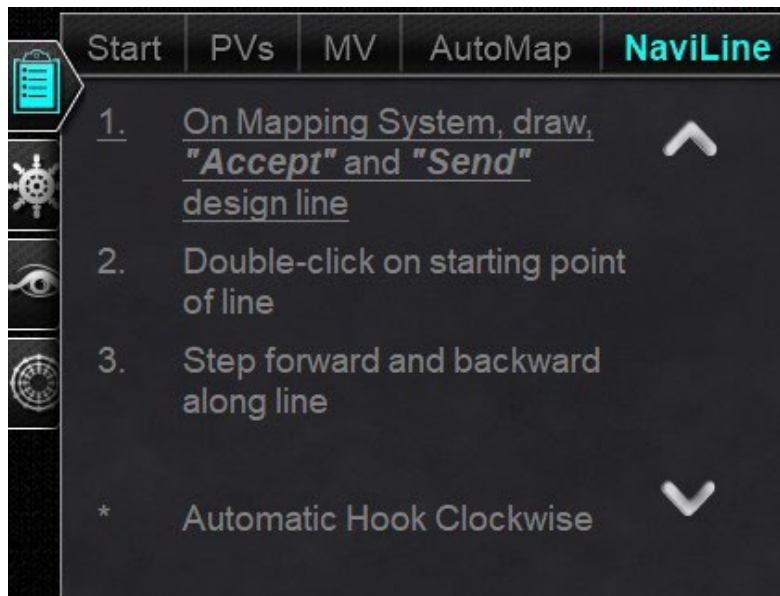 Start PVs MV AutoMap NaviLine
1. On Mapping System, draw,
"Accept" and "Send"
design line
2. Double-click on starting point
of line
3. Step forward and backward
along line
* Automatic Hook Clockwise